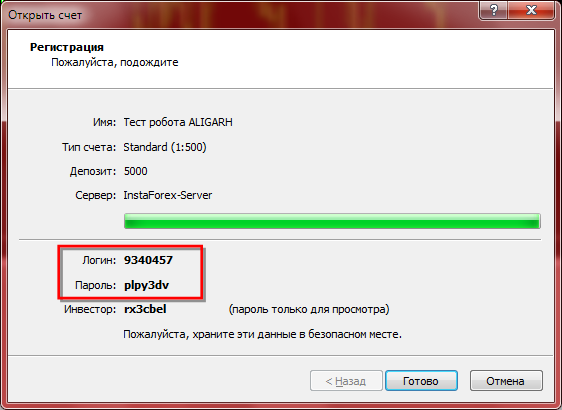 Открыть счет
?
Регистрация
Пожалуйста, подождите
Имя: Тест робота ALIGARH
Тип счета: Standard (1:500)
Депозит: 5000
Сервер: InstaForex-Server
Логин: 9340457
Пароль: plpy3dv
Инвестор: rx3cbel (пароль только для просмотра)
Пожалуйста, храните эти данные в безопасном месте.
< Назад Готово Отмена